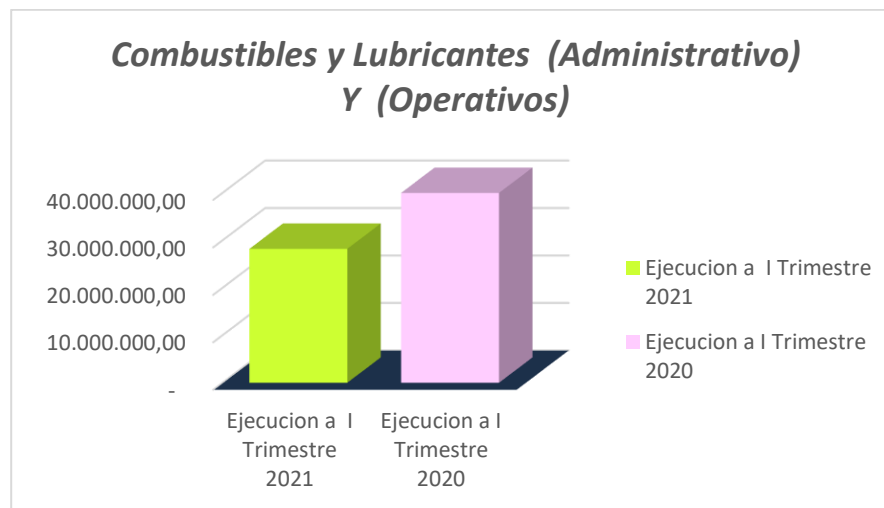 Combustibles y Lubricantes (Administrativo)
Y (Operativos)
40.000.000,00
30.000.000,00
20.000.000,00
10.000.000,00
-
Ejecucion a I
Trimestre
2021
Ejecucion a I
Trimestre
2020
Ejecucion a I Trimestre
2021
Ejecucion a I Trimestre
2020